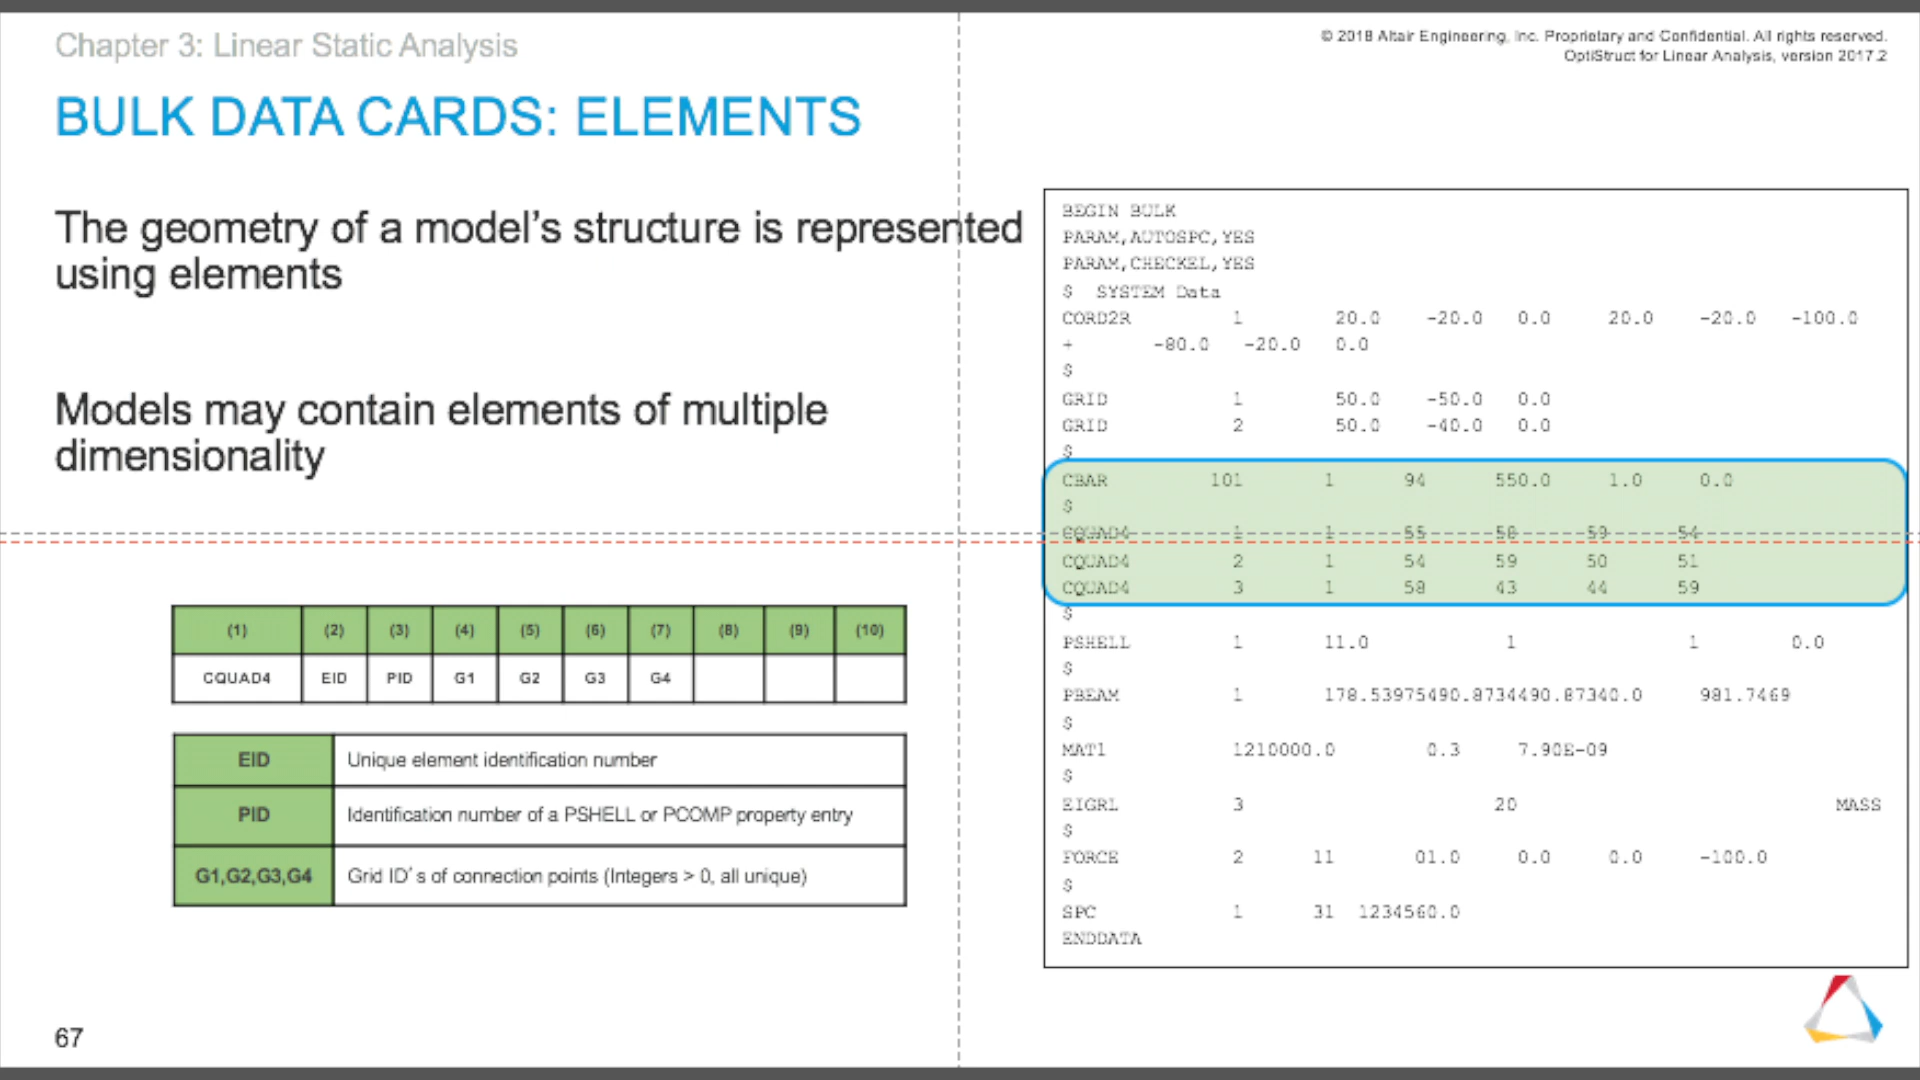 Chapter 3: Linear Static Analysis
© 2018 Altair Engineering, Inc. Proprietary and Confidential. All rights reserved.
OptiStruct for Linear Analysis, version 2017.2
BULK DATA CARDS: ELEMENTS
The geometry of a model's structure is represented
using elements
Models may contain elements of multiple
dimensionality
(1) (2) (3) (4) (5) (6) (7) (8) (9) (10)
CQUAD4 EID PID G1 G2 G3 G4
EID Unique element identification number
PID Identification number of a PSHELL or PCOMP property entry
G1,G2,G3,G4 Grid ID's of connection points (Integers > 0, all unique)
BEGIN BULK
PARAM,AUTOSPC,YES
PARAM,CHECKEL,YES
$ SYSTEM Data
CORD2R 1 20.0 -20.0 0.0 20.0 -20.0 -100.0
+ -80.0 -20.0 0.0
$
GRID 1 50.0 -50.0 0.0
GRID 2 50.0 -40.0 0.0
$
CBAR 101 1 94 550.0 1.0 0.0
$
CQUAD4 1 1 55 58 59 54
CQUAD4 2 1 54 59 50 51
CQUAD4 3 1 58 43 44 59
$
PSHELL 1 11.0 1 1 0.0
$
PBEAM 1 178.53975490.8734490.87340.0 981.7469
$
MAT1 1210000.0 0.3 7.90E-09
$
EIGRL 3 20 MASS
$
FORCE 2 11 01.0 0.0 0.0 -100.0
$
SPC 1 31 1234560.0
ENDDATA
67